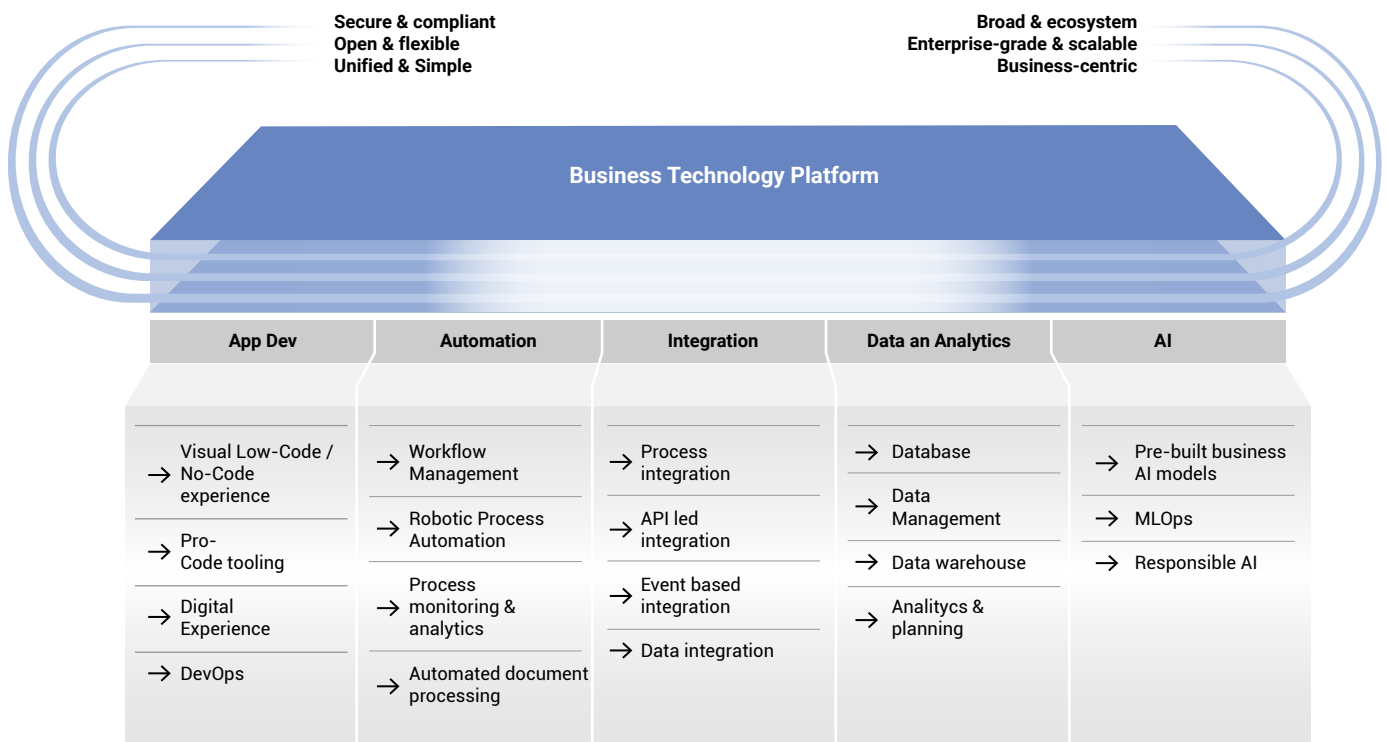 Secure & compliant
Open & flexible
Unified & Simple
Broad & ecosystem
Enterprise-grade & scalable
Business-centric
Business Technology Platform
App Dev
Automation
Integration
Data an Analytics
AI
Visual Low-Code /
No-Code
experience
Pro-
Code tooling
Digital
Experience
DevOps
Workflow
Management
Robotic Process
Automation
Process
monitoring &
analytics
Automated document
processing
Process
integration
API led
integration
Event based
integration
Data integration
Database
Data
Management
Data warehouse
Analitycs &
planning
Pre-built business
AI models
MLOps
Responsible AI